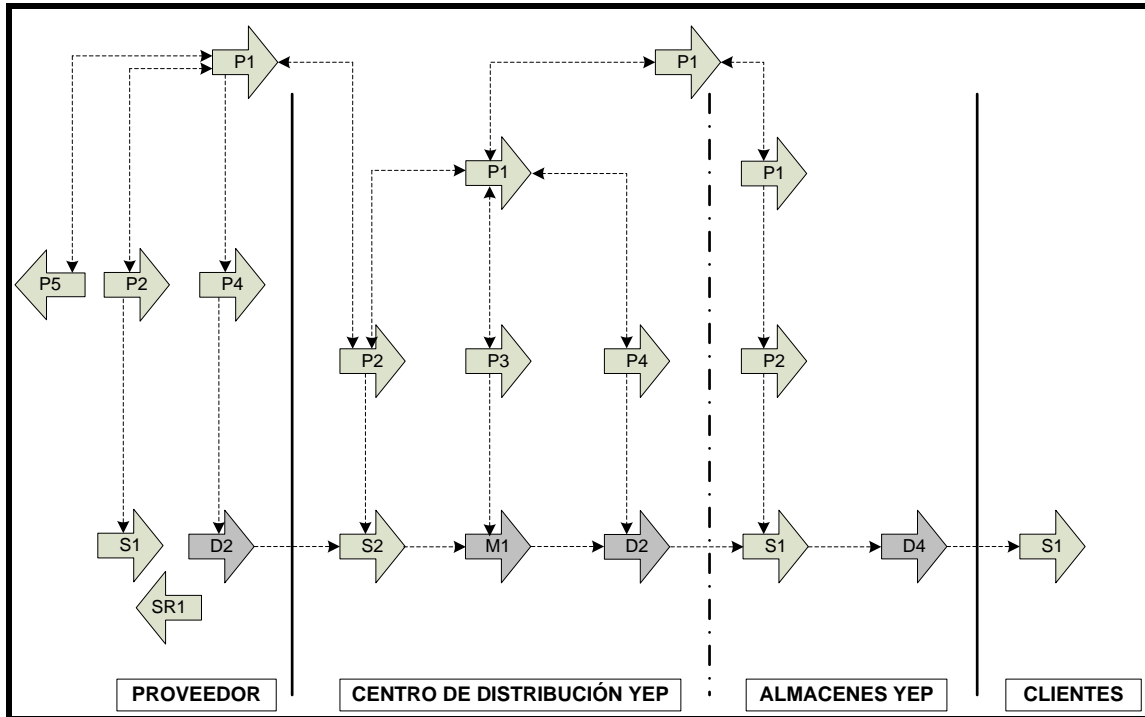 P1
P1
P1
P1
P5
P2
P4
P2
P3
P4
P2
S1
D2
S2
M1
D2
S1
D4
S1
SR1
PROVEEDOR
CENTRO DE DISTRIBUCIÓN YEP
ALMACENES YEP
CLIENTES